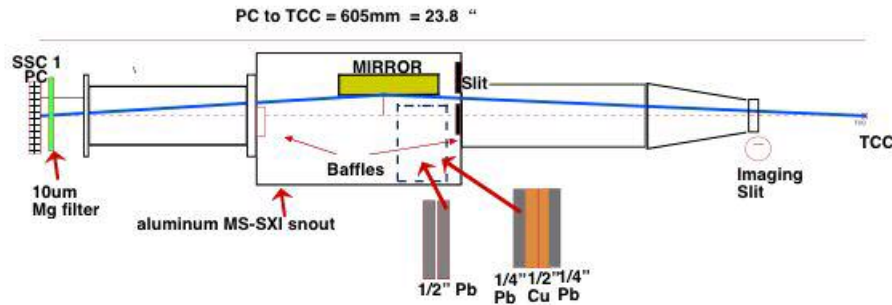 PC to TCC = 605mm = 23.8 “
SSC 1
PC
MIRROR
Slit
TCC
Baffles
Imaging
Slit
10um
Mg filter
aluminum MS-SXI snout
1/2” Pb
1/4” 1/2” 1/4”
Pb Cu Pb